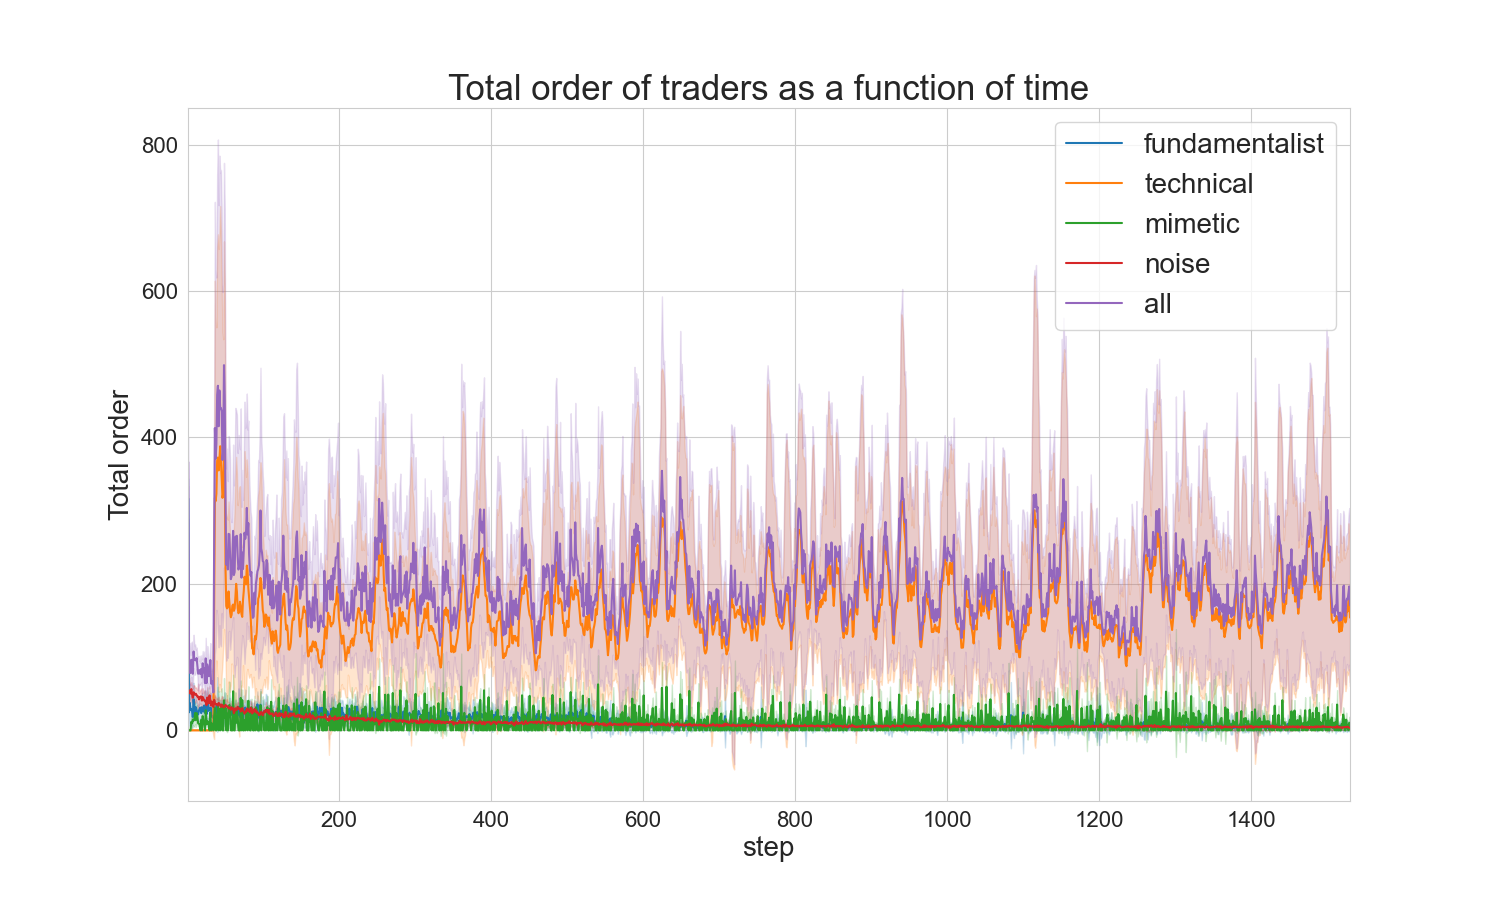 Total order of traders as a function of time
800
600
400
200
0
Total order
fundamentalist
technical
mimetic
noise
all
200 400 600 800 1000 1200 1400
step